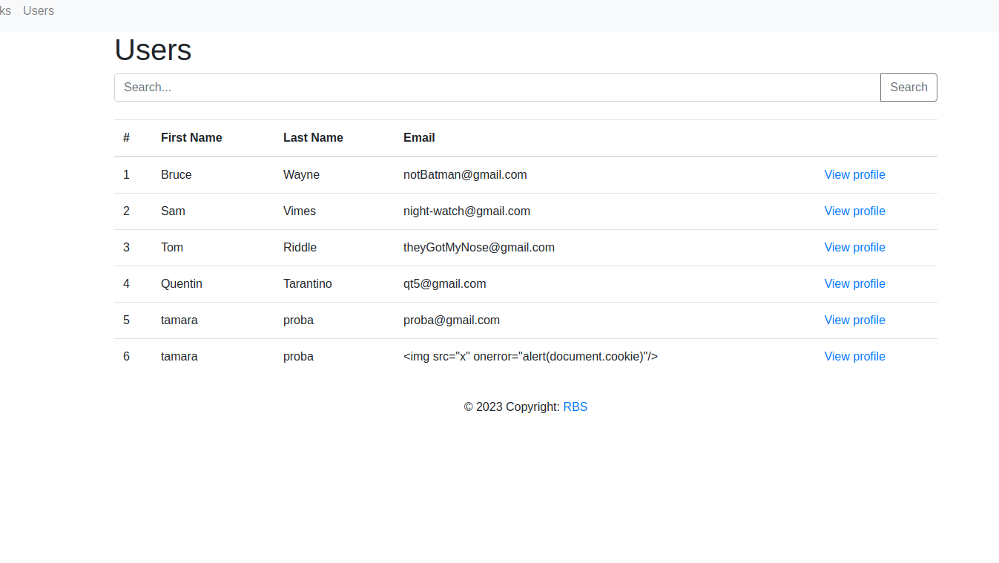 ks Users
Users
Search... Search
# First Name Last Name Email
1 Bruce Wayne notBatman@gmail.com View profile
2 Sam Vimes night-watch@gmail.com View profile
3 Tom Riddle theyGotMyNose@gmail.com View profile
4 Quentin Tarantino qt5@gmail.com View profile
5 tamara proba proba@gmail.com View profile
6 tamara proba <img src="x" onerror="alert(document.cookie)"/> View profile
© 2023 Copyright: RBS